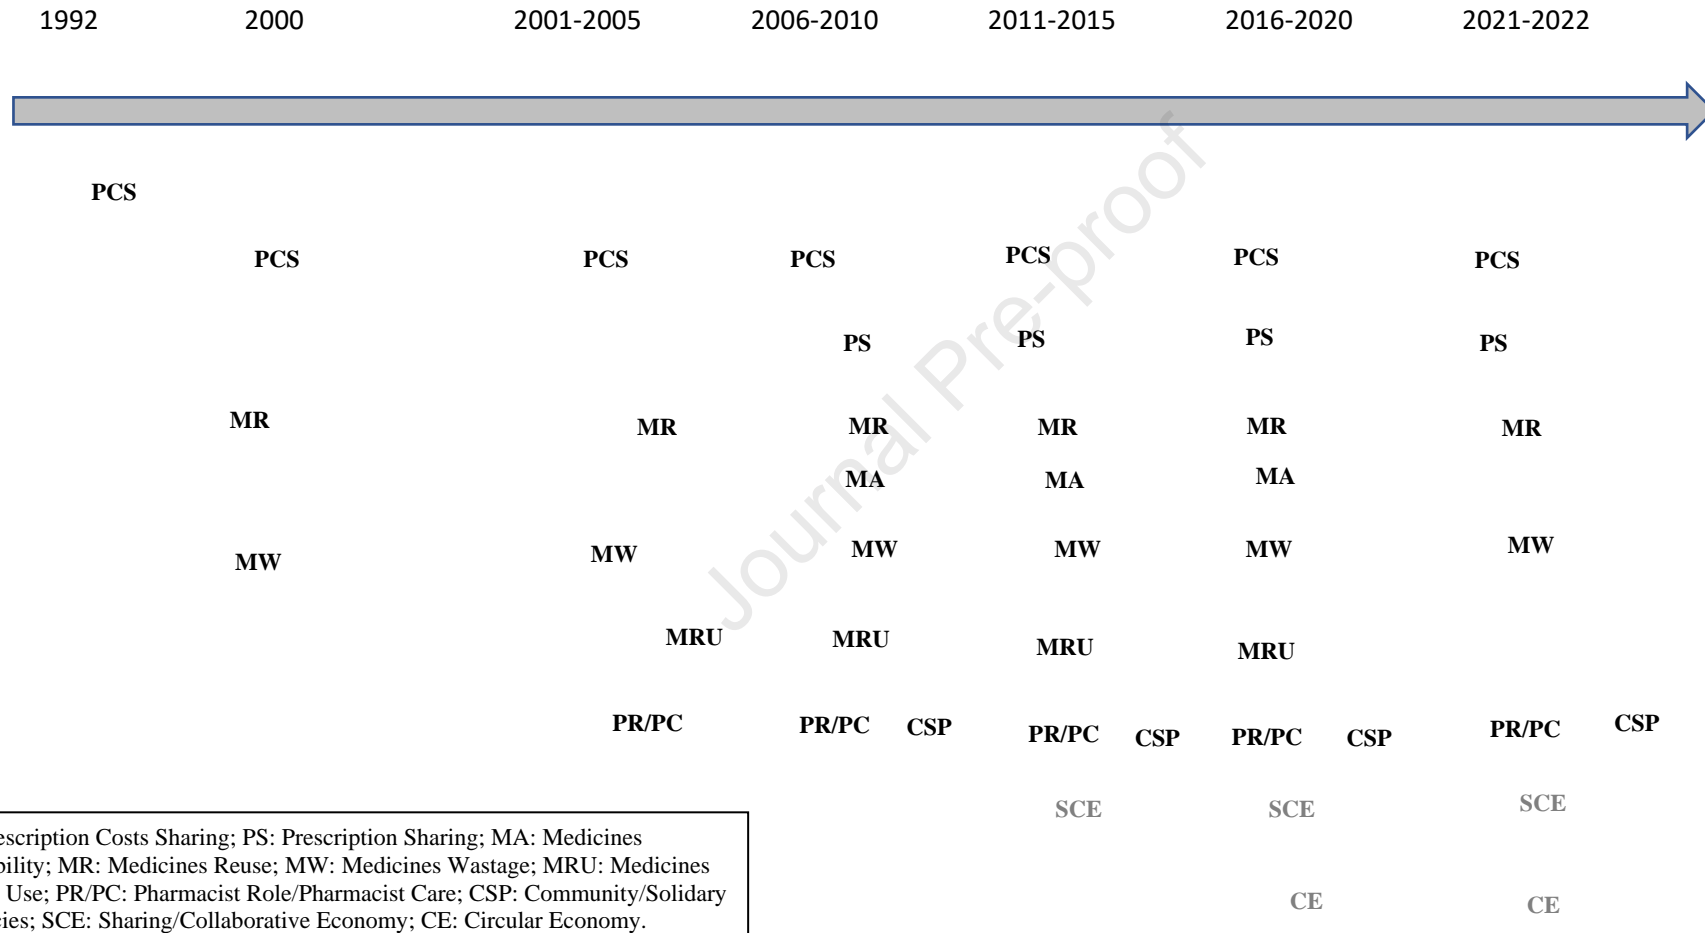 1992 2000 2001-2005 2006-2010 2011-2015 2016-2020 2021-2022
PCS
PCS PCS PCS PCS PCS PCS
PS PS PS PS
MR MR MR MR MR MR
MA MA MA
MW MW MW MW MW MW
MRU MRU MRU MRU
PR/PC PR/PC CSP PR/PC CSP PR/PC CSP PR/PC CSP
SCE SCE SCE
CE CE
Journal Pre-proof
escription Costs Sharing; PS: Prescription Sharing; MA: Medicines
bility; MR: Medicines Reuse; MW: Medicines Wastage; MRU: Medicines
Use; PR/PC: Pharmacist Role/Pharmacist Care; CSP: Community/Solidary
cies; SCE: Sharing/Collaborative Economy; CE: Circular Economy.